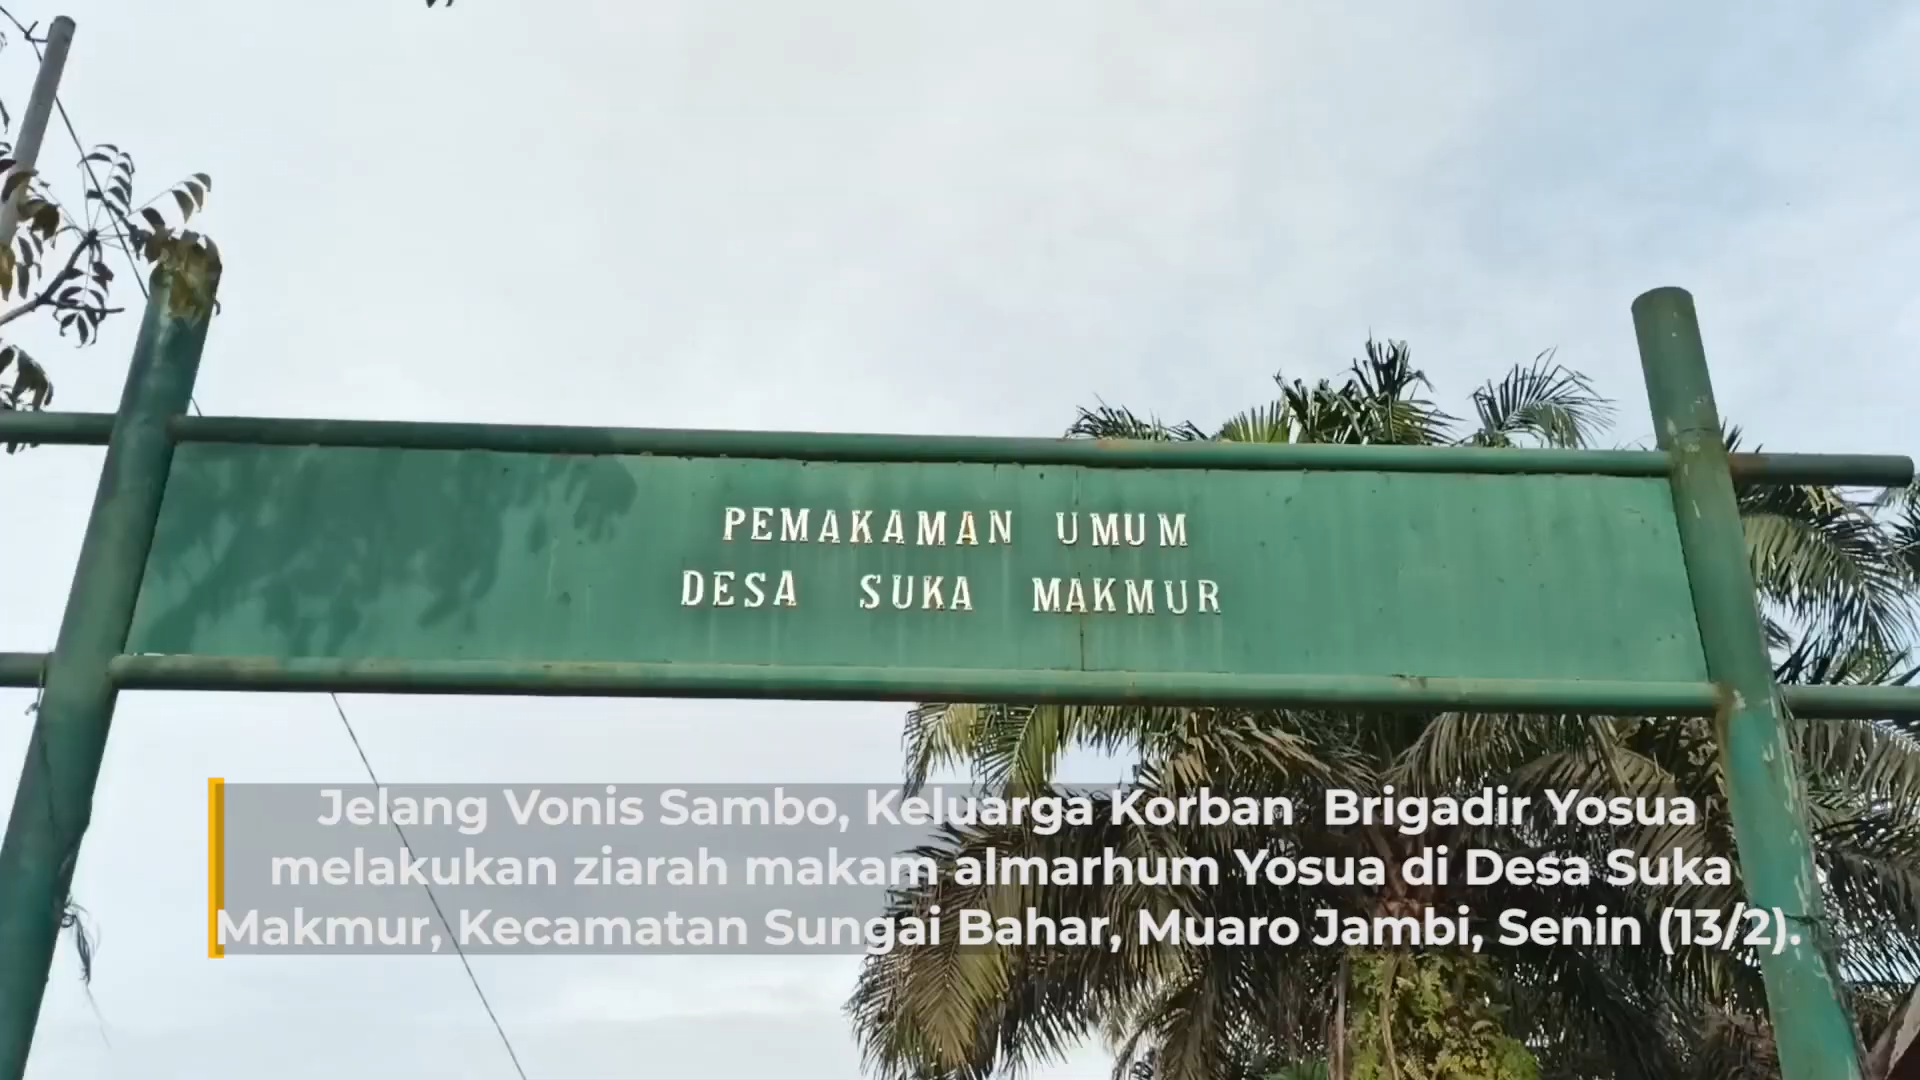 PEMAKAMAN UMUM
DESA SUKA MAKMUR
Jelang Vonis Sambo, Keluarga Korban Brigadir Yosua
melakukan ziarah makam almarhum Yosua di Desa Suka
Makmur, Kecamatan Sungai Bahar, Muaro Jambi, Senin (13/2).